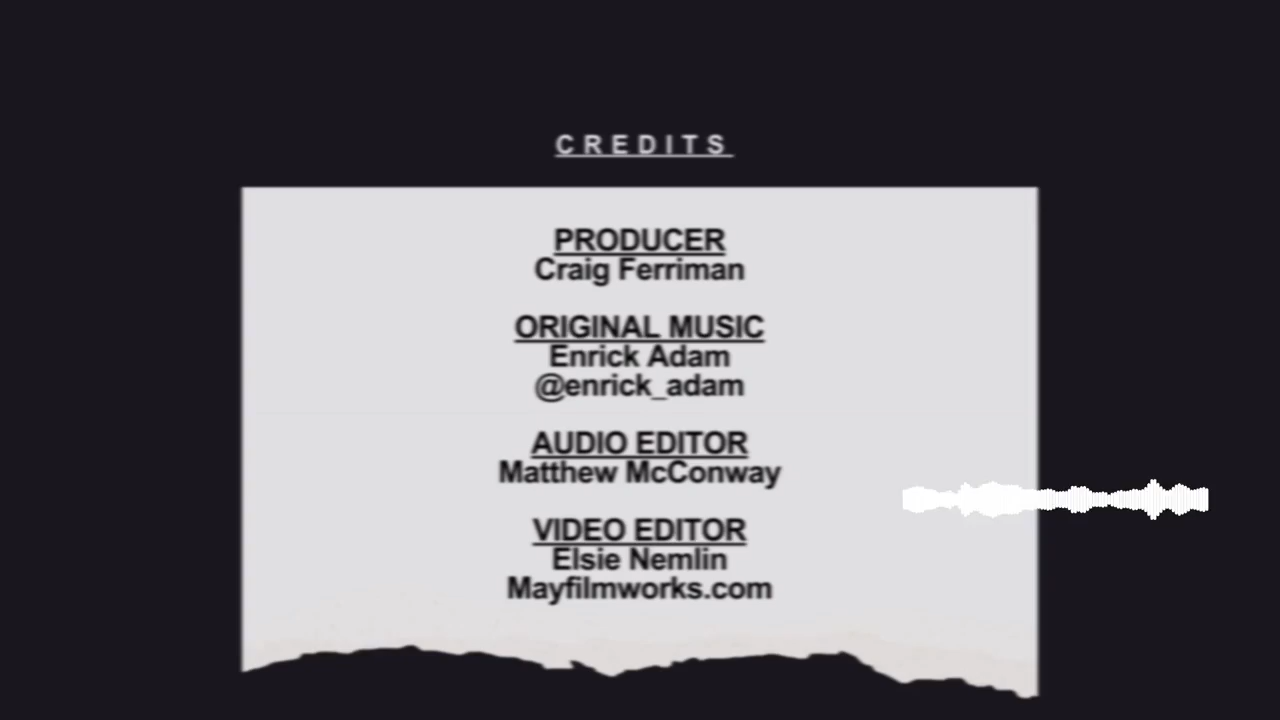 CREDITS
PRODUCER
Craig Ferriman
ORIGINAL MUSIC
Enrick Adam
@enrick_adam
AUDIO EDITOR
Matthew McConway
VIDEO EDITOR
Elsie Nemlin
Mayfilmworks.com